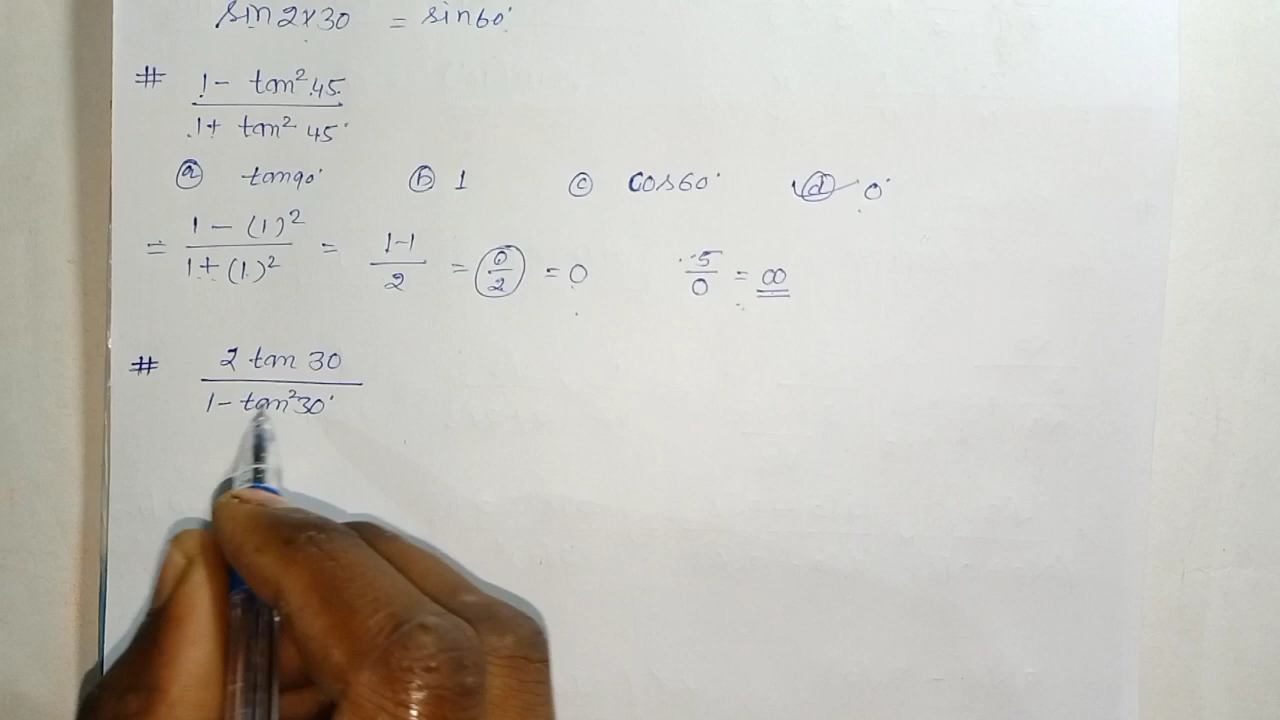 sin 2×30 = sin60°
# 1 - tan² 45 / 1 + tan² 45°
(a) tan90° (b) 1 (c) cos60° (d) 0°
= 1 - (1)² / 1 + (1)² = 1-1 / 2 = 0/2 = 0 5/0 = ∞
# 2 tan 30 / 1 - tan²30°